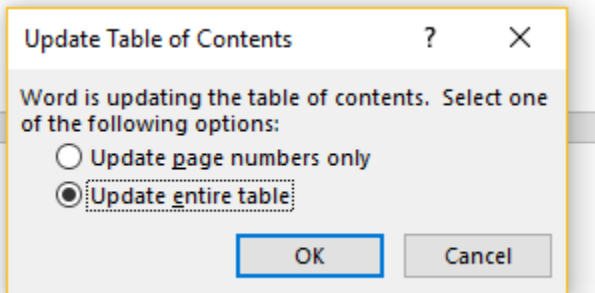 Update Table of Contents ?
Word is updating the table of contents. Select one
of the following options:
Update page numbers only
Update entire table
OK Cancel